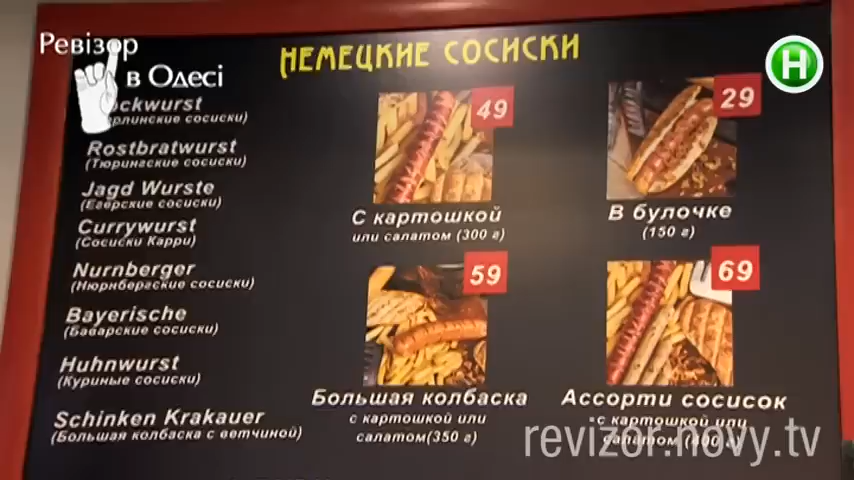 Ревізор
в Одесі
Н
НЕМЕЦКИЕ СОСИСКИ
Rostbratwurst
(Тюрингские сосиски)
Jagd Wurste
(Егерские сосиски)
Currywurst
(Сосиски Карри)
Nurnberger
(Нюрнбергские сосиски)
Bayerische
(Баварские сосиски)
Huhnwurst
(Куриные сосиски)
Schinken Krakauer
(Большая колбаска с ветчиной)
49
С картошкой
или салатом (300 г)
29
В булочке
(150 г)
59
Большая колбаска
с картошкой или
салатом(350 г)
69
Ассорти сосисок
с картошкой или
салатом
revizor.novy.tv